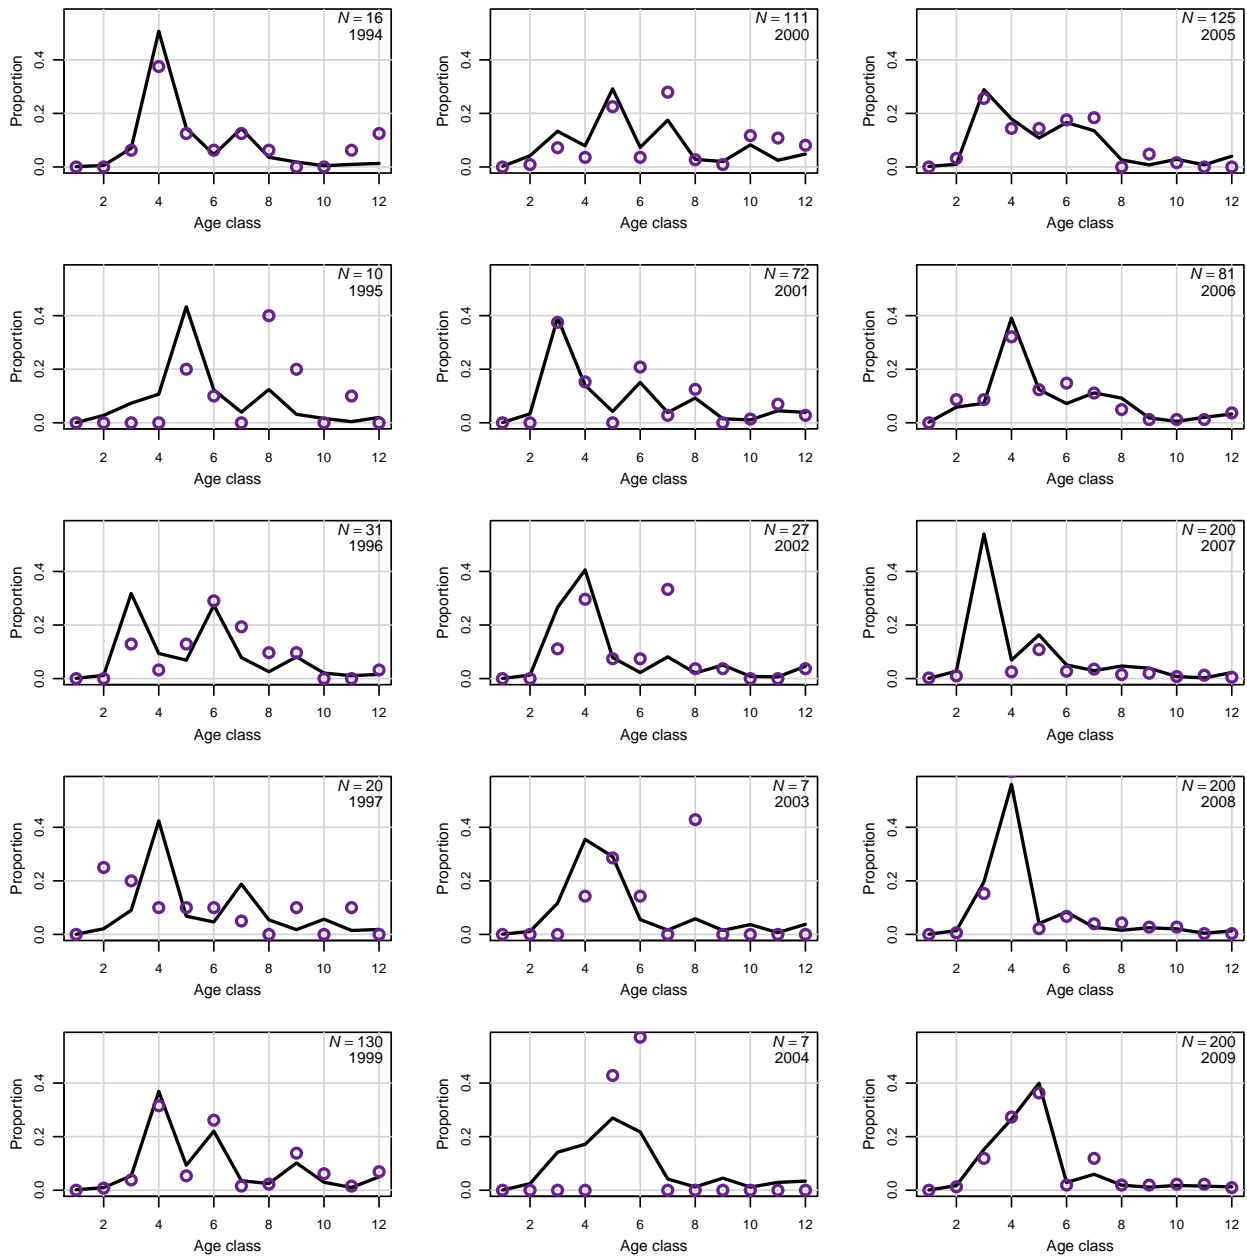 N = 16
1994
Proportion
0.0 0.2 0.4
2 4 6 8 10 12
Age class
N = 111
2000
Proportion
0.0 0.2 0.4
2 4 6 8 10 12
Age class
N = 125
2005
Proportion
0.0 0.2 0.4
2 4 6 8 10 12
Age class
N = 10
1995
Proportion
0.0 0.2 0.4
2 4 6 8 10 12
Age class
N = 72
2001
Proportion
0.0 0.2 0.4
2 4 6 8 10 12
Age class
N = 81
2006
Proportion
0.0 0.2 0.4
2 4 6 8 10 12
Age class
N = 31
1996
Proportion
0.0 0.2 0.4
2 4 6 8 10 12
Age class
N = 27
2002
Proportion
0.0 0.2 0.4
2 4 6 8 10 12
Age class
N = 200
2007
Proportion
0.0 0.2 0.4
2 4 6 8 10 12
Age class
N = 20
1997
Proportion
0.0 0.2 0.4
2 4 6 8 10 12
Age class
N = 7
2003
Proportion
0.0 0.2 0.4
2 4 6 8 10 12
Age class
N = 200
2008
Proportion
0.0 0.2 0.4
2 4 6 8 10 12
Age class
N = 130
1999
Proportion
0.0 0.2 0.4
2 4 6 8 10 12
Age class
N = 7
2004
Proportion
0.0 0.2 0.4
2 4 6 8 10 12
Age class
N = 200
2009
Proportion
0.0 0.2 0.4
2 4 6 8 10 12
Age class